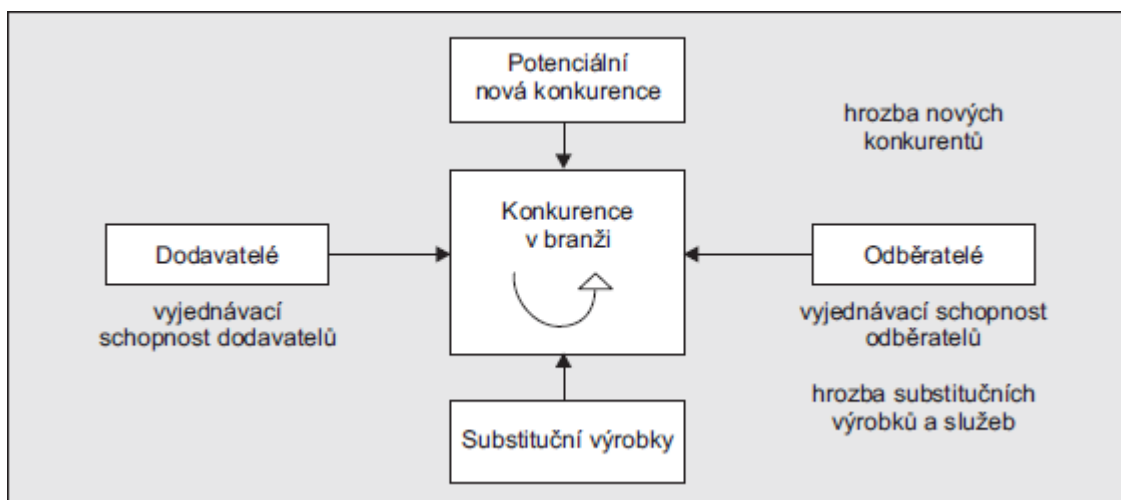 Potenciální
nová konkurence
hrozba nových
konkurentů
Konkurence
v branži
Dodavatelé
Odběratelé
vyjednávací
schopnost dodavatelů
vyjednávací schopnost
odběratelů
hrozba substitučních
výrobků a služeb
Substituční výrobky